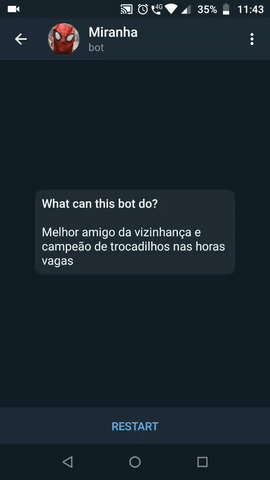 4G 35% 11:43
Miranha
bot
What can this bot do?
Melhor amigo da vizinhança e
campeão de trocadilhos nas horas
vagas
RESTART